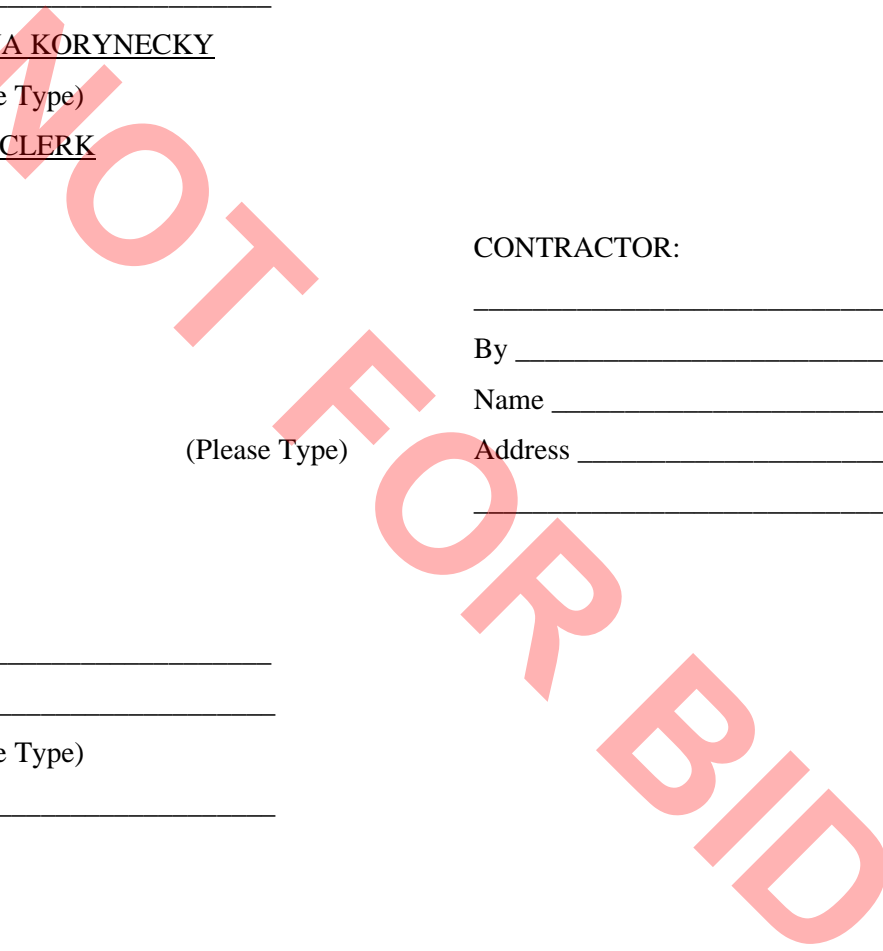 A KORYNECKY
e Type)
CLERK
CONTRACTOR:
By
Name
(Please Type) Address
e Type)
NOT FOR BID